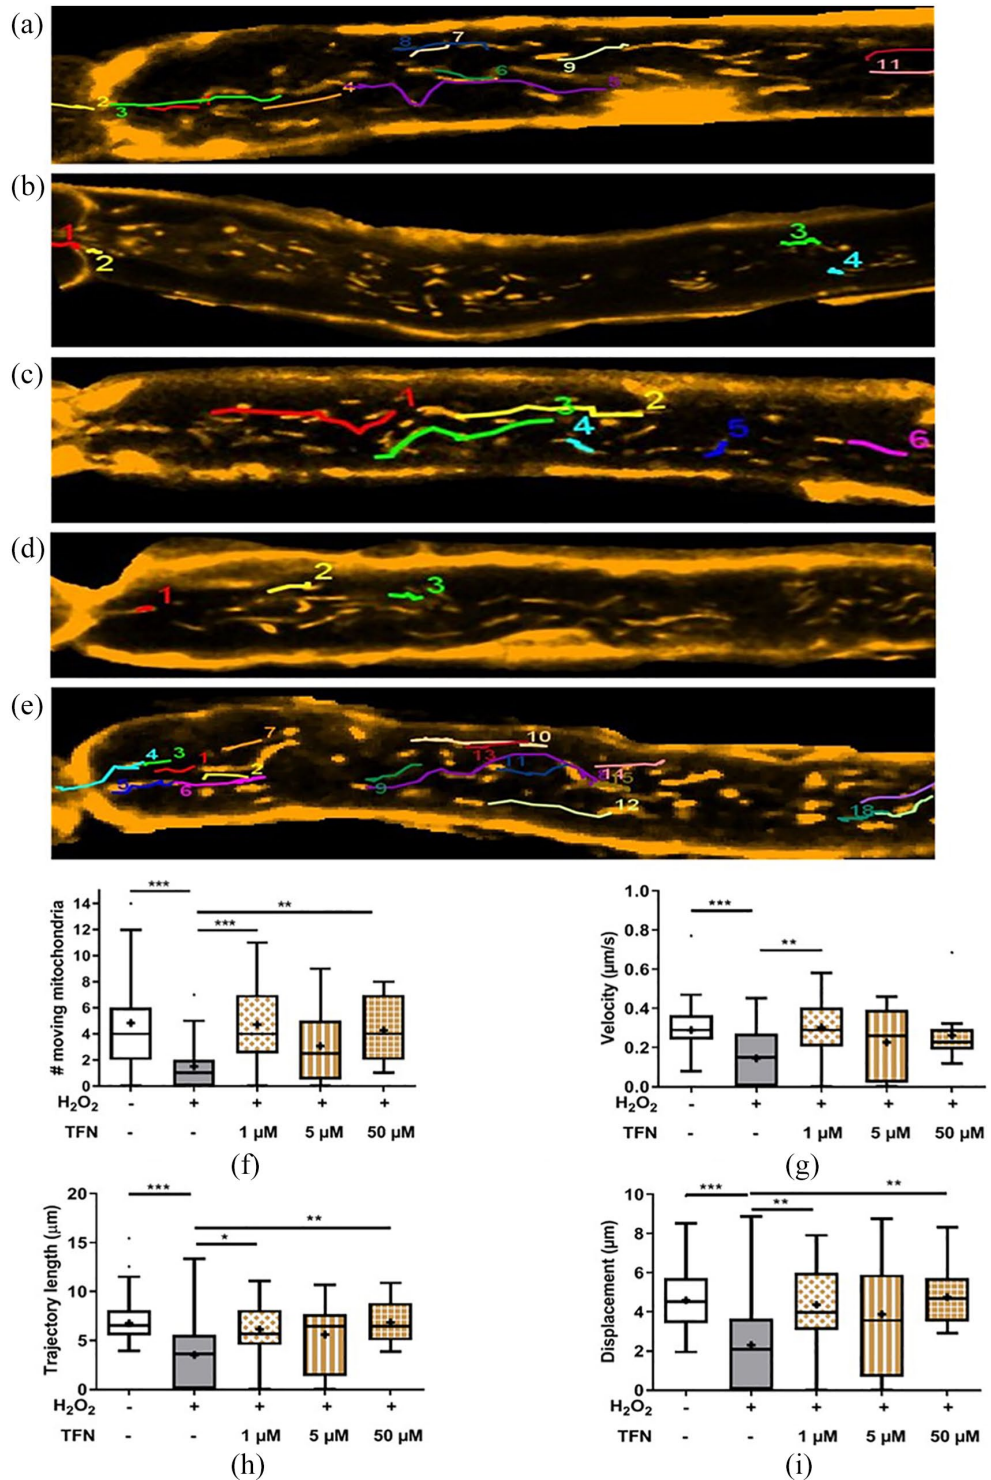 (a)
8 7
6
9
11
4
5
2
3
(b)
1
2
3
4
(c)
1
3
2
4
5
6
(d)
1
2
3
(e)
4 3
1
7
2
5
6
10
13
11
9
14
15
12
18
(f)
# moving mitochondria
14
12
10
8
6
4
2
0
*** ** ***
H₂O₂ - + + + +
TFN - - 1 µM 5 µM 50 µM
(g)
Velocity (µm/s)
1.0
0.8
0.6
0.4
0.2
0.0
*** **
H₂O₂ - + + + +
TFN - - 1 µM 5 µM 50 µM
(h)
Trajectory length (µm)
20
15
10
5
0
*** ** *
H₂O₂ - + + + +
TFN - - 1 µM 5 µM 50 µM
(i)
Displacement (µm)
10
8
6
4
2
0
*** ** **
H₂O₂ - + + + +
TFN - - 1 µM 5 µM 50 µM